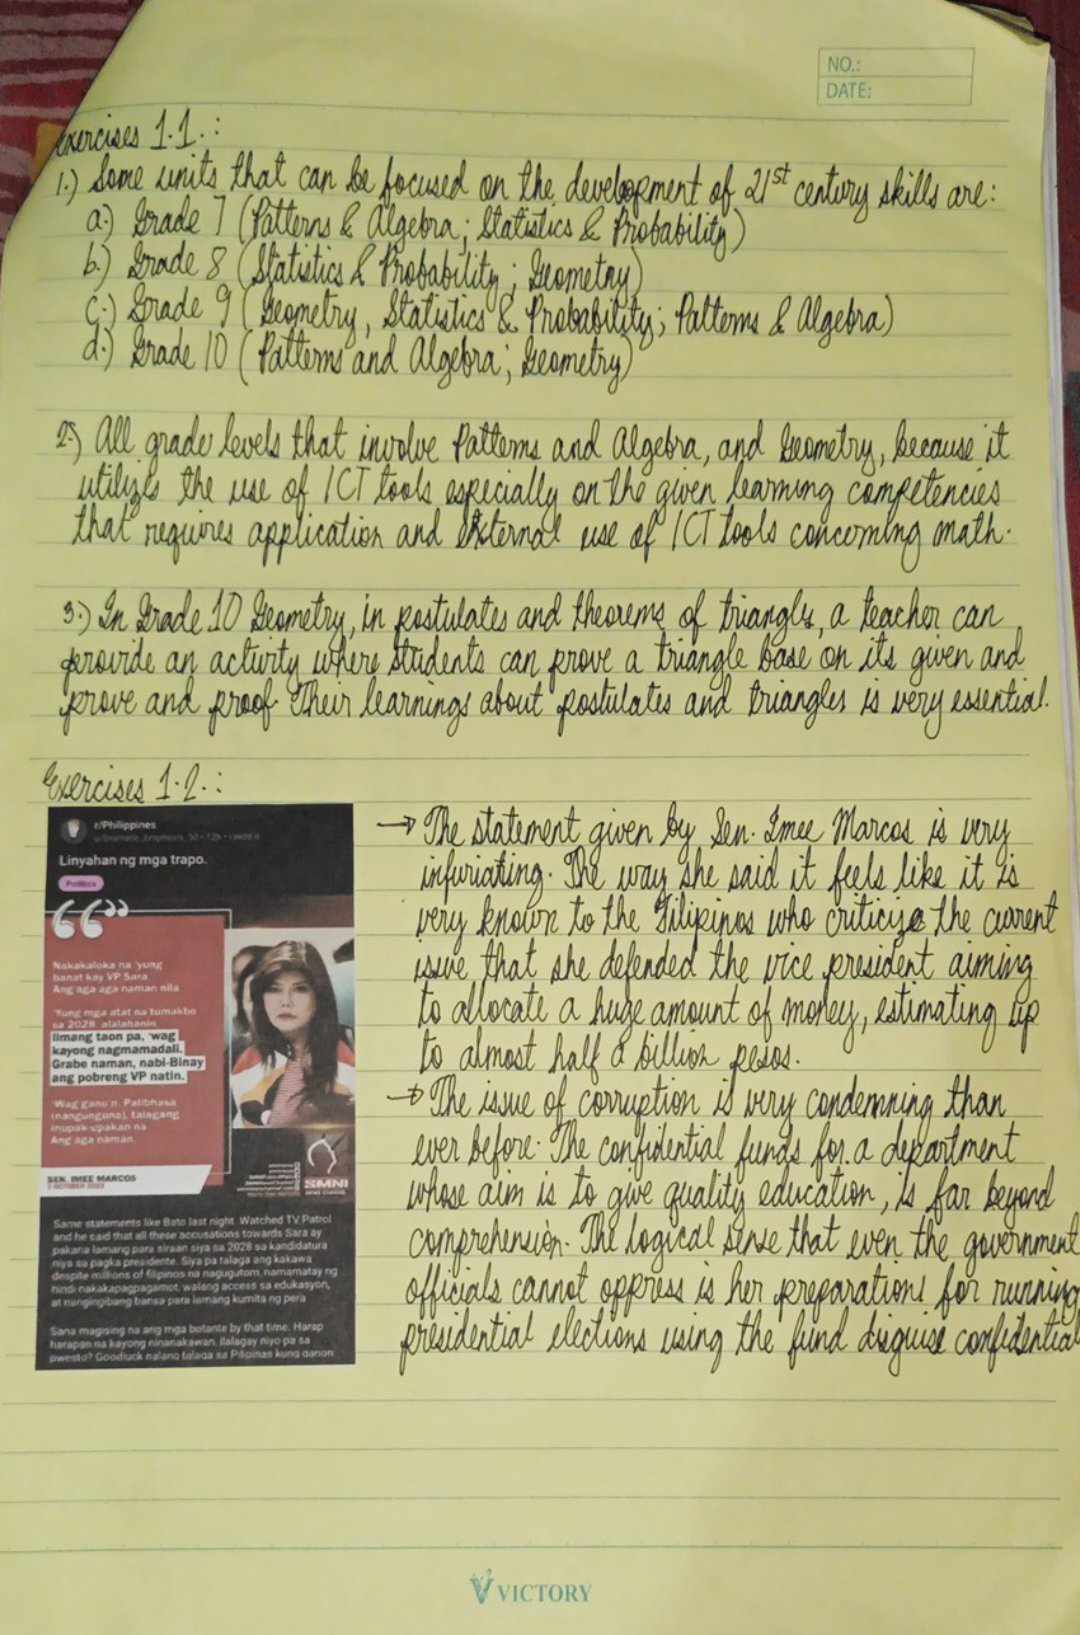 NO.:
DATE:
Exercises 1.1.:
1.) Some units that can be focused on the development of 21st century skills are:
a.) Grade 7 (Patterns & Algebra; Statistics & Probability)
b.) Grade 8 (Statistics & Probability; Geometry)
c.) Grade 9 (Geometry, Statistics & Probability; Patterns & Algebra)
d.) Grade 10 (Patterns and Algebra; Geometry)
2.) All grade levels that involve Patterns and Algebra, and Geometry, because it
utilizes the use of ICT tools especially on the given learning competencies
that requires application and external use of ICT tools concerning math.
3.) In Grade 10 Geometry, in postulates and theorems of triangls, a teacher can
provide an activity where students can prove a triangle base on its given and
prove and proof. Their learnings about postulates and triangles is very essential.
Exercises 1.2.:
r/Philippines
Linyahan ng mga trapo.
Politics
Nakakaloka na 'yung
banat kay VP Sara
Ang aga aga naman nila
'Yung mga atat na tumakbo
sa 2028, alalahanin
limang taon pa, 'wag
kayong nagmamadali.
Grabe naman, nabi-Binay
ang pobreng VP natin.
'Wag gano'n. Palibhasa
(nangunguna), talagang
inupak-upakan na
Ang aga naman.
SEN. IMEE MARCOS
SMNI
NEWS CHANNEL
Same statements like Bato last night. Watched TV Patrol
and he said that all these accusations towards Sara ay
pakana lamang para siraan siya sa 2028 sa kandidatura
niya sa pagka presidente. Siya pa talaga ang kakawa
despite millions of filipinos na nagugutom, namamatay ng
hindi nakakapagpagamot, walang access sa edukasyon,
at nangingibang bansa para lamang kumita ng pera
Sana magising na ang mga botante by that time. Harap
harapan na kayong ninanakawan, ilalagay niyo pa sa
pwesto? Goodluck nalang talaga sa Pilipinas kung ganon
→ The statement given by Sen. Imee Marcos is very
infuriating. The way she said it feels like it is
very known to the Filipinos who criticize the current
issue that she defended the vice president aiming
to allocate a huge amount of money, estimating up
to almost half a billion pesos.
→ The issue of corruption is very condemning than
ever before. The confidential funds for a department
whose aim is to give quality education, is far beyond
comprehension. The logical sense that even the government
officials cannot oppress is her preparations for running
presidential elections using the fund disguise confidential
VICTORY